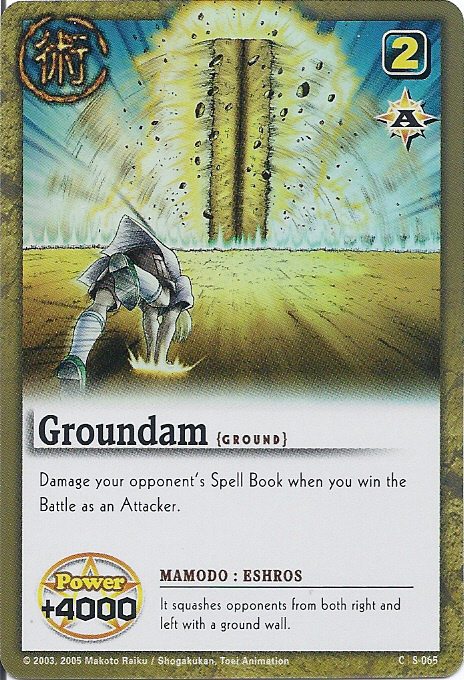 術
2
A
Groundam {GROUND}
Damage your opponent's Spell Book when you win the
Battle as an Attacker.
Power
+4000
MAMODO : ESHROS
It squashes opponents from both right and
left with a ground wall.
© 2003, 2005 Makoto Raiku / Shogakukan, Toei Animation
C S-065